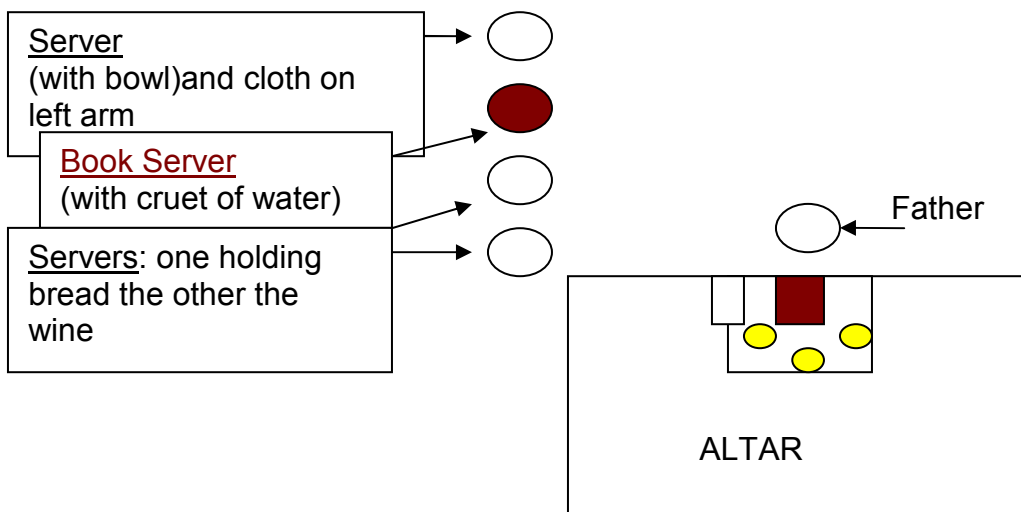 Server
(with bowl)and cloth on
left arm
Book Server
(with cruet of water)
Servers: one holding
bread the other the
wine
Father
ALTAR